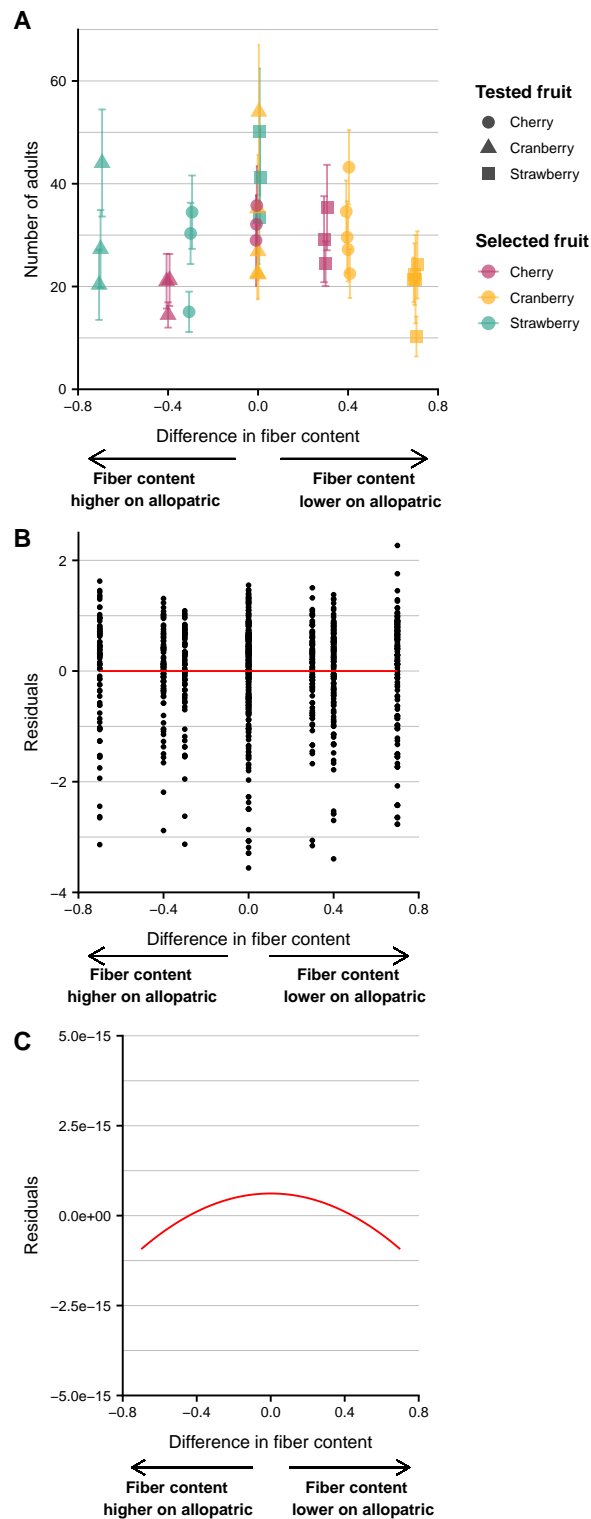 A
Number of adults
60
40
20
0
−0.8
−0.4
0.0
0.4
0.8
Difference in fiber content
Fiber content
higher on allopatric
Fiber content
lower on allopatric
Tested fruit
Cherry
Cranberry
Strawberry
Selected fruit
Cherry
Cranberry
Strawberry
B
Residuals
2
0
−2
−4
−0.8
−0.4
0.0
0.4
0.8
Difference in fiber content
Fiber content
higher on allopatric
Fiber content
lower on allopatric
C
Residuals
5.0e−15
2.5e−15
0.0e+00
−2.5e−15
−5.0e−15
−0.8
−0.4
0.0
0.4
0.8
Difference in fiber content
Fiber content
higher on allopatric
Fiber content
lower on allopatric